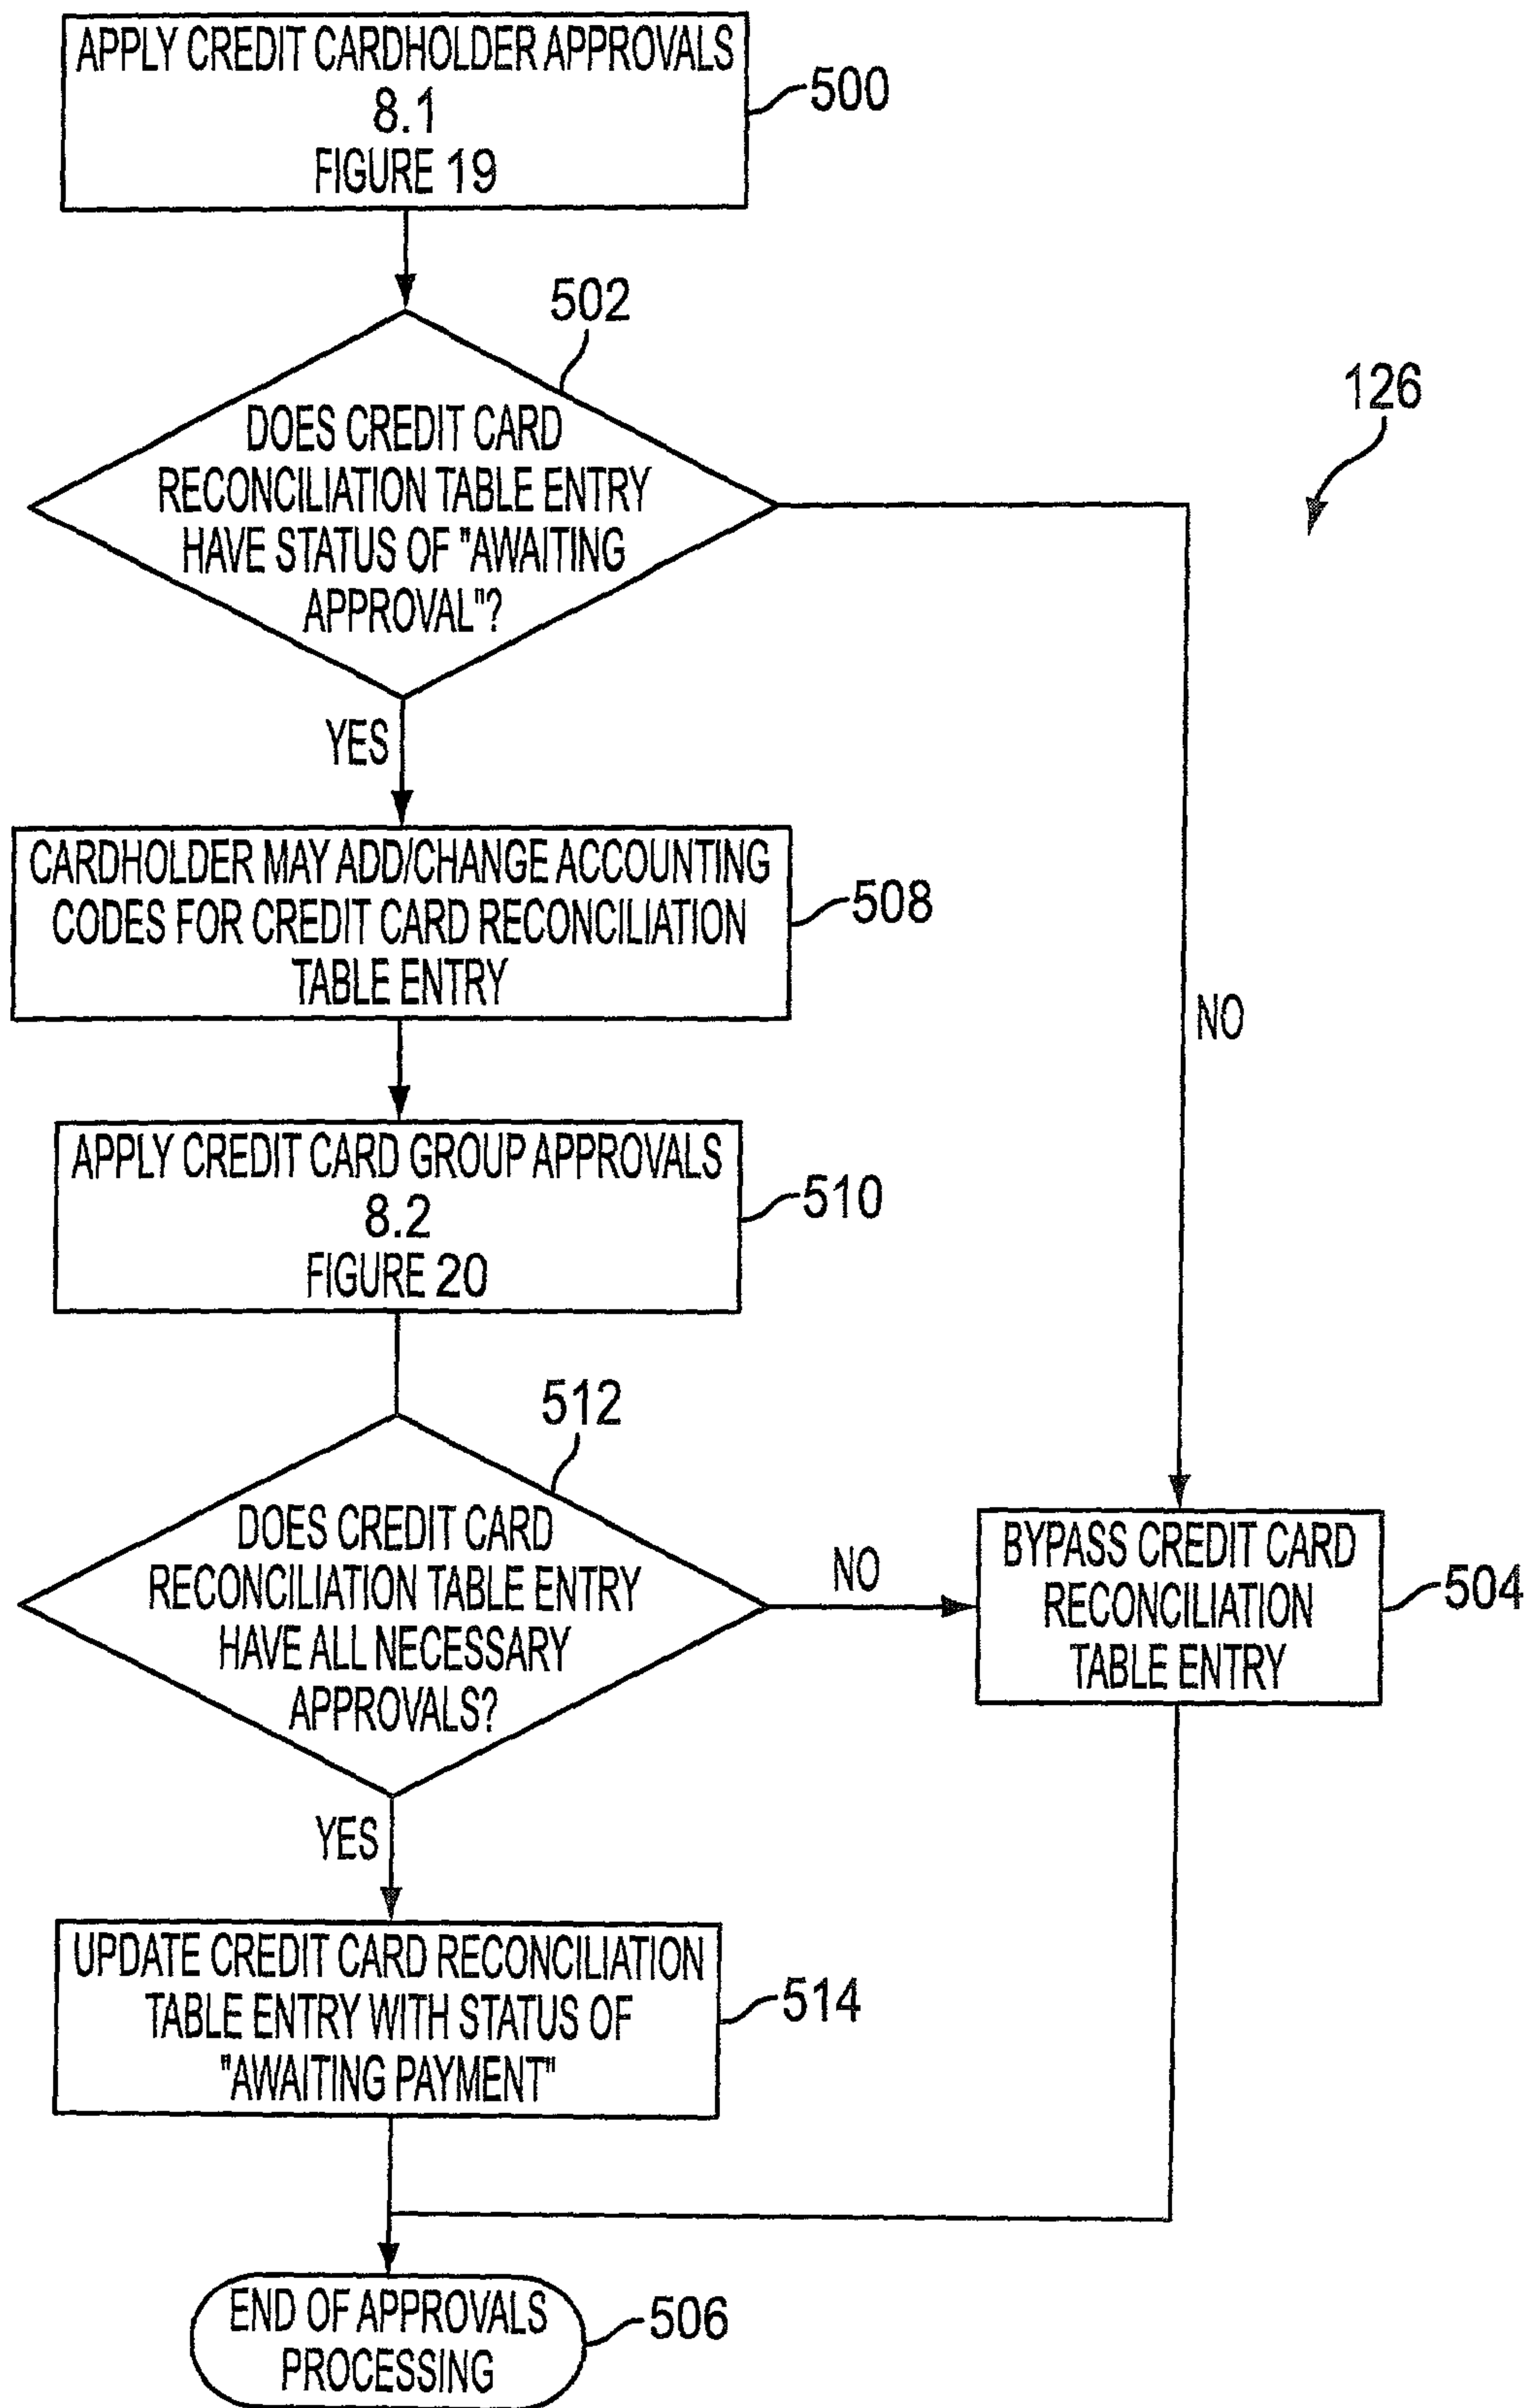 APPLY CREDIT CARDHOLDER APPROVALS
8.1
FIGURE 19
500
502
DOES CREDIT CARD
RECONCILIATION TABLE ENTRY
HAVE STATUS OF "AWAITING
APPROVAL"?
126
YES
CARDHOLDER MAY ADD/CHANGE ACCOUNTING
CODES FOR CREDIT CARD RECONCILIATION
TABLE ENTRY
508
NO
APPLY CREDIT CARD GROUP APPROVALS
8.2
FIGURE 20
510
512
DOES CREDIT CARD
RECONCILIATION TABLE ENTRY
HAVE ALL NECESSARY
APPROVALS?
NO
BYPASS CREDIT CARD
RECONCILIATION
TABLE ENTRY
504
YES
UPDATE CREDIT CARD RECONCILIATION
TABLE ENTRY WITH STATUS OF
"AWAITING PAYMENT"
514
END OF APPROVALS
PROCESSING
506